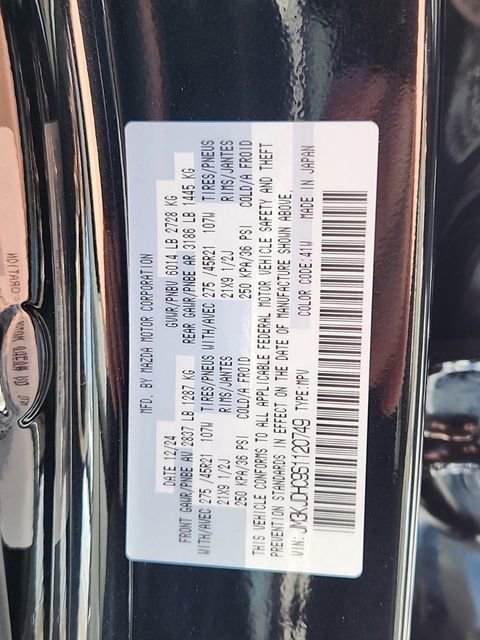 MFD. BY MAZDA MOTOR CORPORATION
DATE 12/24 GVWR/PNBV 6014 LB 2728 KG
FRONT GAWR/PNBE AV 2837 LB 1287 KG REAR GAWR/PNBE AR 3186 LB 1445 KG
WITH/AVEC 275 /45R21 107W TIRES/PNEUS WITH/AVEC 275 /45R21 107W TIRES/PNEUS
21X9 1/2J RIMS/JANTES 21X9 1/2J RIMS/JANTES
250 KPA/36 PSI COLD/A FROID 250 KPA/36 PSI COLD/A FROID
THIS VEHICLE CONFORMS TO ALL APPLICABLE FEDERAL MOTOR VEHICLE SAFETY AND THEFT
PREVENTION STANDARDS IN EFFECT ON THE DATE OF MANUFACTURE SHOWN ABOVE.
VIN: JM3KJDHC9S1120749 TYPE:MPV COLOR CODE:41W MADE IN JAPAN